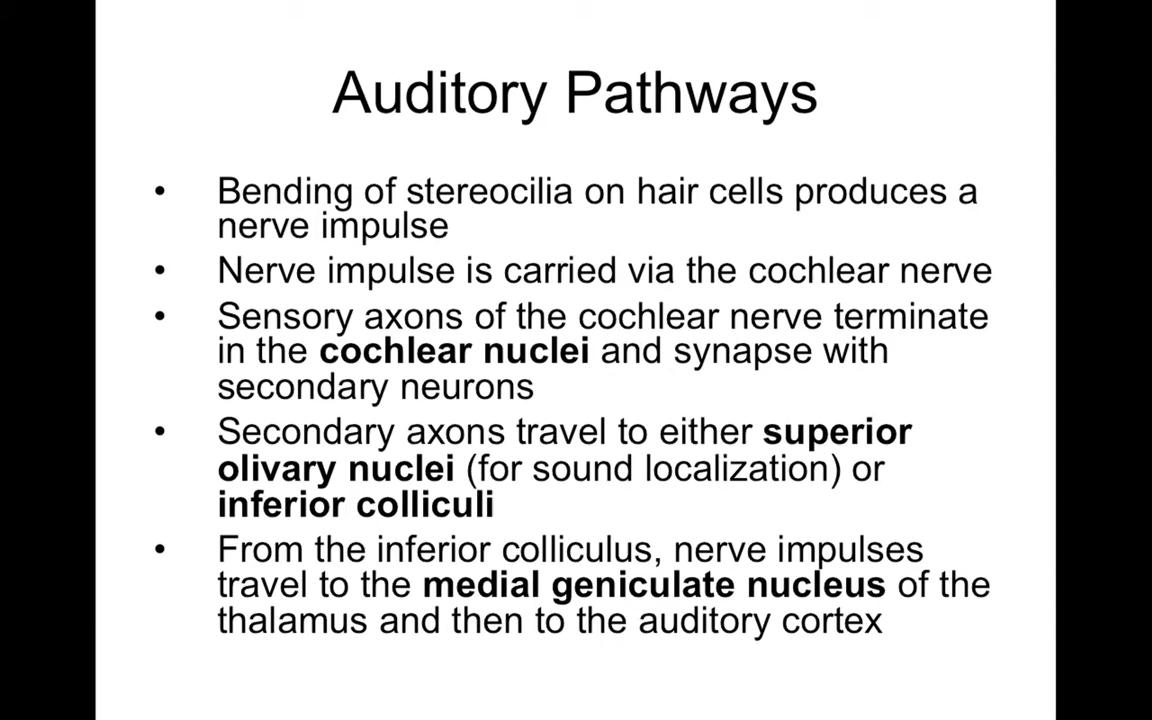 Auditory Pathways
• Bending of stereocilia on hair cells produces a
nerve impulse
• Nerve impulse is carried via the cochlear nerve
• Sensory axons of the cochlear nerve terminate
in the cochlear nuclei and synapse with
secondary neurons
• Secondary axons travel to either superior
olivary nuclei (for sound localization) or
inferior colliculi
• From the inferior colliculus, nerve impulses
travel to the medial geniculate nucleus of the
thalamus and then to the auditory cortex